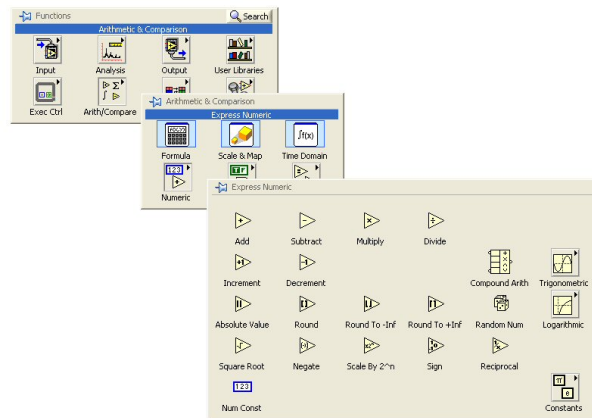 Functions
Search
Arithmetic & Comparison
Input Analysis Output User Libraries
Exec Ctrl Arith/Compare
Arithmetic & Comparison
Express Numeric
Formula Scale & Map Time Domain
Numeric
Express Numeric
Add Subtract Multiply Divide
Increment Decrement Compound Arith Trigonometric
Absolute Value Round Round To -Inf Round To +Inf Random Num Logarithmic
Square Root Negate Scale By 2^n Sign Reciprocal
123
Num Const Constants